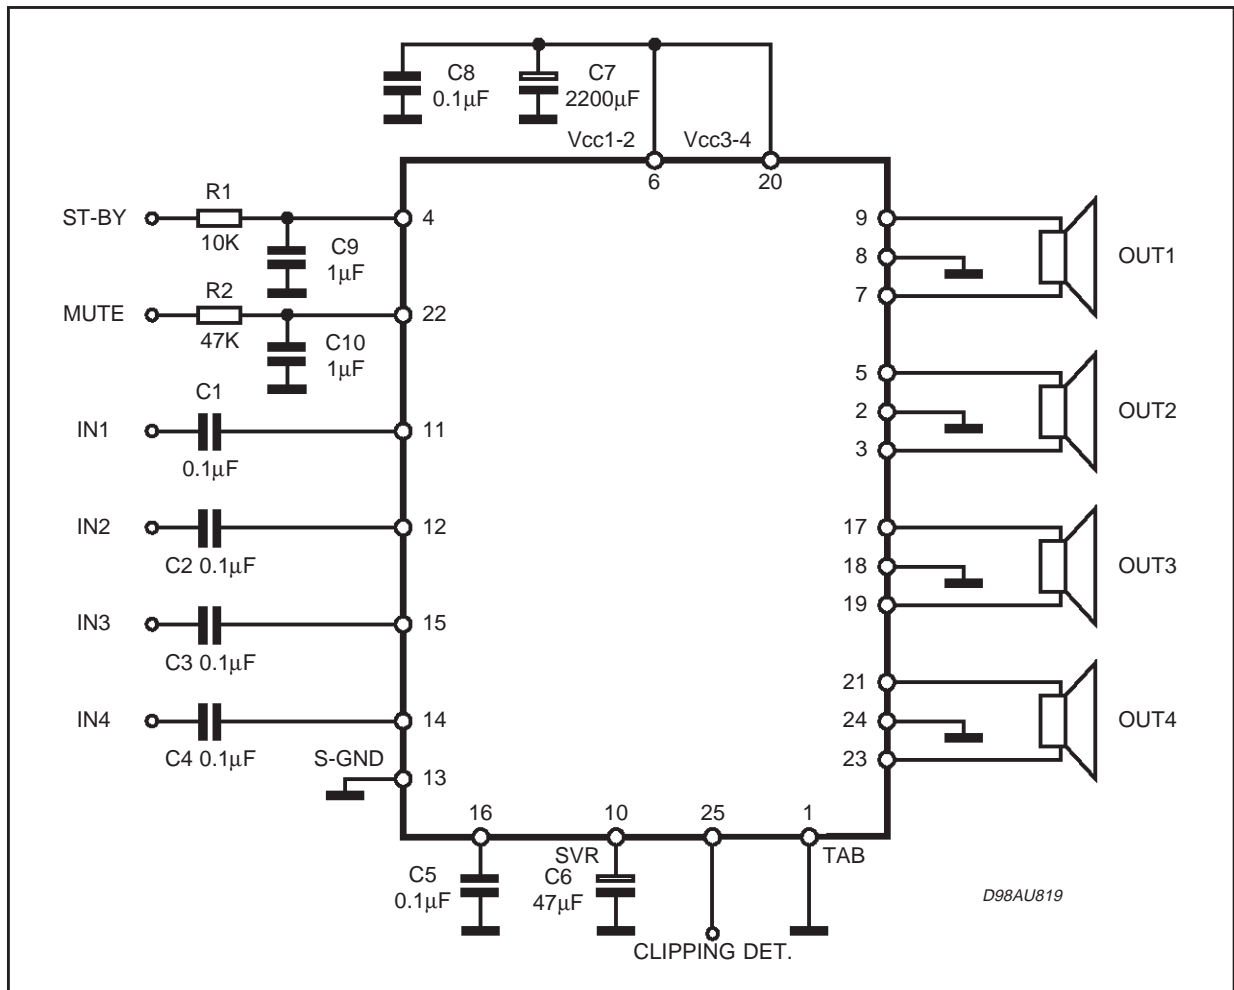 C8
0.1µF
C7
2200µF
Vcc1-2
Vcc3-4
6
20
ST-BY
R1
10K
4
C9
1µF
MUTE
R2
47K
22
C10
1µF
IN1
C1
0.1µF
11
IN2
C2 0.1µF
12
IN3
C3 0.1µF
15
IN4
C4 0.1µF
14
S-GND
13
9
8
7
OUT1
5
2
3
OUT2
17
18
19
OUT3
21
24
23
OUT4
16
10
25
1
SVR
TAB
C5
0.1µF
C6
47µF
CLIPPING DET.
D98AU819